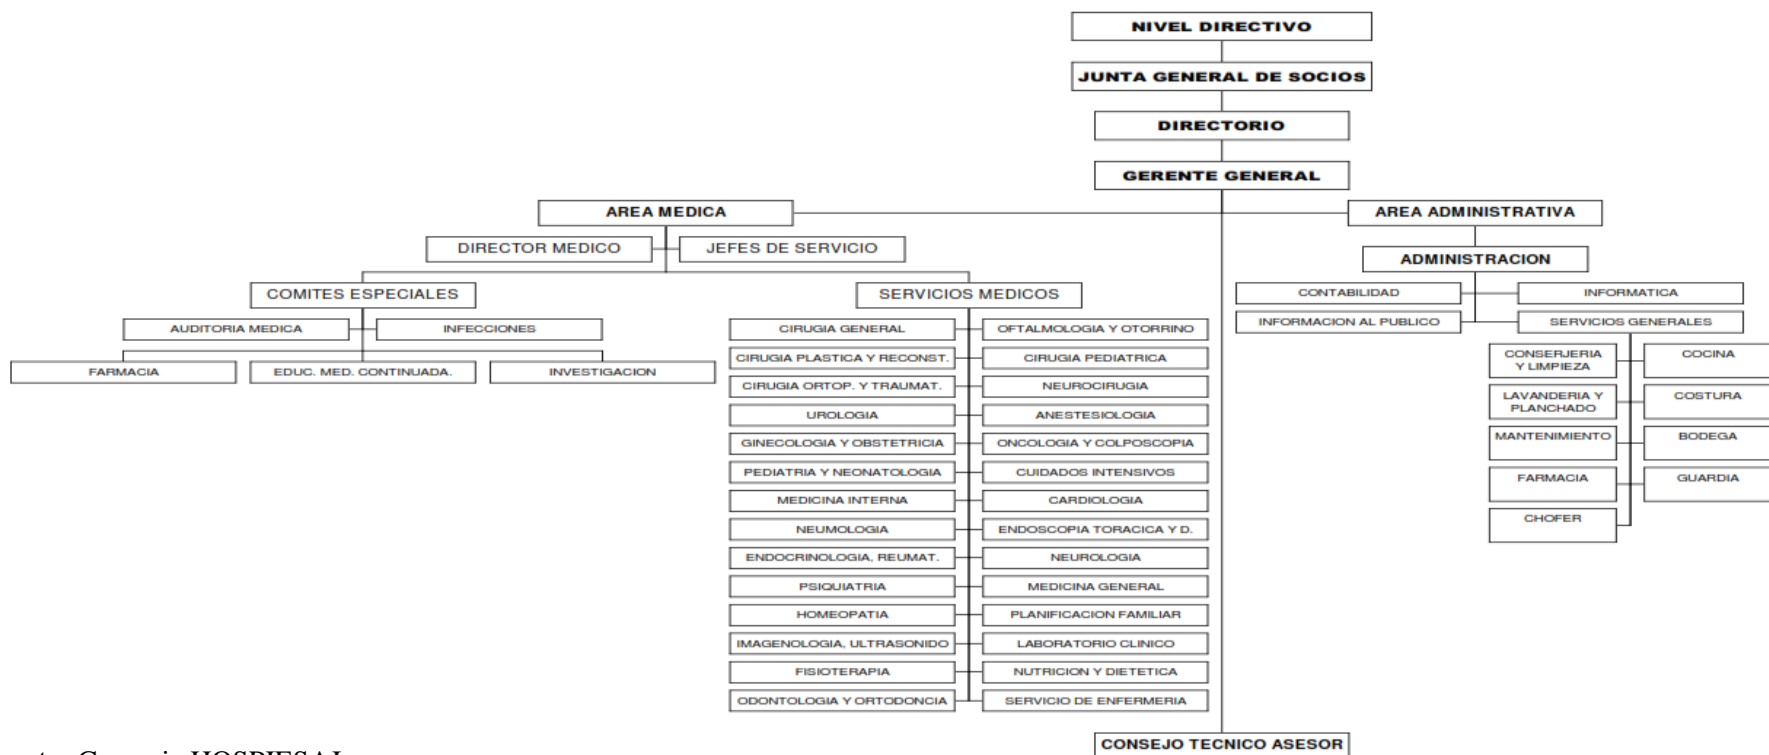 NIVEL DIRECTIVO
JUNTA GENERAL DE SOCIOS
DIRECTORIO
GERENTE GENERAL
AREA MEDICA
AREA ADMINISTRATIVA
DIRECTOR MEDICO
JEFES DE SERVICIO
ADMINISTRACION
COMITES ESPECIALES
SERVICIOS MEDICOS
CONTABILIDAD
INFORMATICA
INFORMACION AL PUBLICO
SERVICIOS GENERALES
AUDITORIA MEDICA
INFECCIONES
FARMACIA
EDUC. MED. CONTINUADA.
INVESTIGACION
CIRUGIA GENERAL
OFTALMOLOGIA Y OTORRINO
CIRUGIA PLASTICA Y RECONST.
CIRUGIA PEDIATRICA
CIRUGIA ORTOP. Y TRAUMAT.
NEUROCIRUGIA
UROLOGIA
ANESTESIOLOGIA
GINECOLOGIA Y OBSTETRICIA
ONCOLOGIA Y COLPOSCOPIA
PEDIATRIA Y NEONATOLOGIA
CUIDADOS INTENSIVOS
MEDICINA INTERNA
CARDIOLOGIA
NEUMOLOGIA
ENDOSCOPIA TORACICA Y D.
ENDOCRINOLOGIA, REUMAT.
NEUROLOGIA
PSIQUIATRIA
MEDICINA GENERAL
HOMEOPATIA
PLANIFICACION FAMILIAR
IMAGENOLOGIA, ULTRASONIDO
LABORATORIO CLINICO
FISIOTERAPIA
NUTRICION Y DIETETICA
ODONTOLOGIA Y ORTODONCIA
SERVICIO DE ENFERMERIA
CONSERJERIA
Y LIMPIEZA
COCINA
LAVANDERIA Y
PLANCHADO
COSTURA
MANTENIMIENTO
BODEGA
FARMACIA
GUARDIA
CHOFER
CONSEJO TECNICO ASESOR